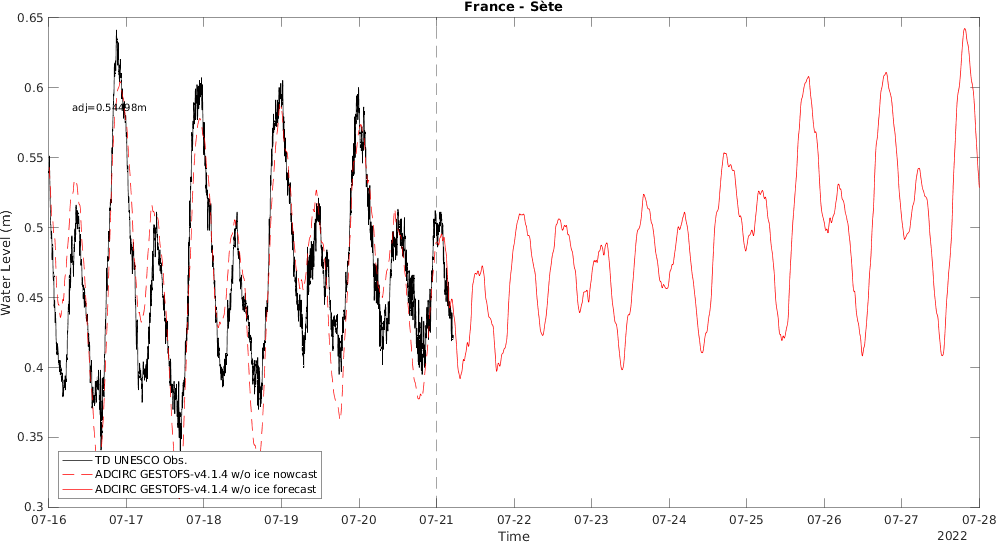 France - Sète
0.65
0.6
0.55
0.5
0.45
0.4
0.35
0.3
Water Level (m)
adj=0.54498m
TD UNESCO Obs.
ADCIRC GESTOFS-v4.1.4 w/o ice nowcast
ADCIRC GESTOFS-v4.1.4 w/o ice forecast
07-16 07-17 07-18 07-19 07-20 07-21 07-22 07-23 07-24 07-25 07-26 07-27 07-28
Time
2022